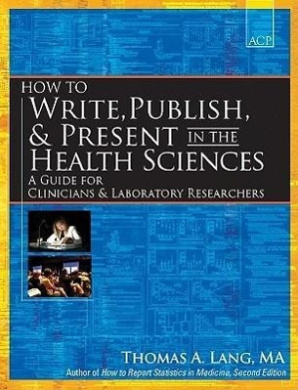 ACP
HOW TO
WRITE, PUBLISH,
& PRESENT IN THE
HEALTH SCIENCES
A GUIDE FOR
CLINICIANS & LABORATORY RESEARCHERS
THOMAS A. LANG, MA
Author of How to Report Statistics in Medicine, Second Edition